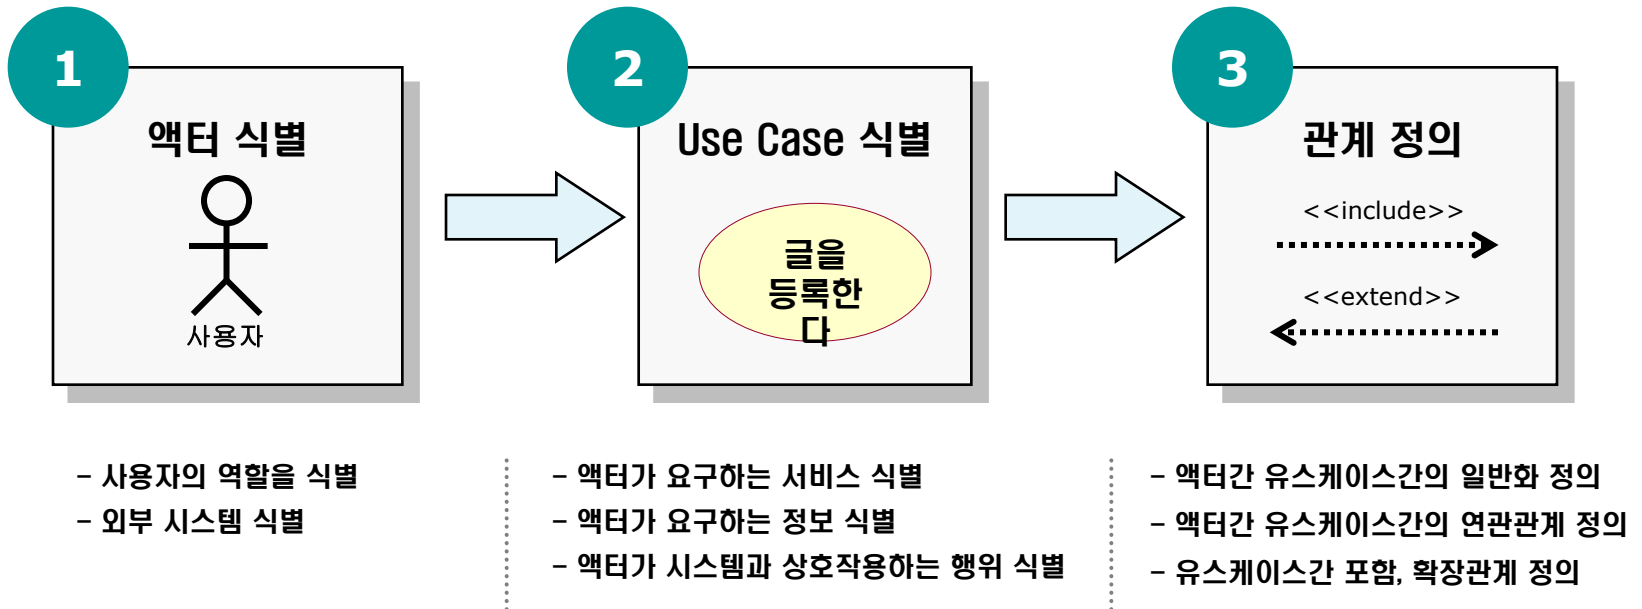 1
액터 식별
사용자
- 사용자의 역할을 식별
- 외부 시스템 식별
2
Use Case 식별
글을
등록한
다
- 액터가 요구하는 서비스 식별
- 액터가 요구하는 정보 식별
- 액터가 시스템과 상호작용하는 행위 식별
3
관계 정의
<<include>>
<<extend>>
- 액터간 유스케이스간의 일반화 정의
- 액터간 유스케이스간의 연관관계 정의
- 유스케이스간 포함, 확장관계 정의